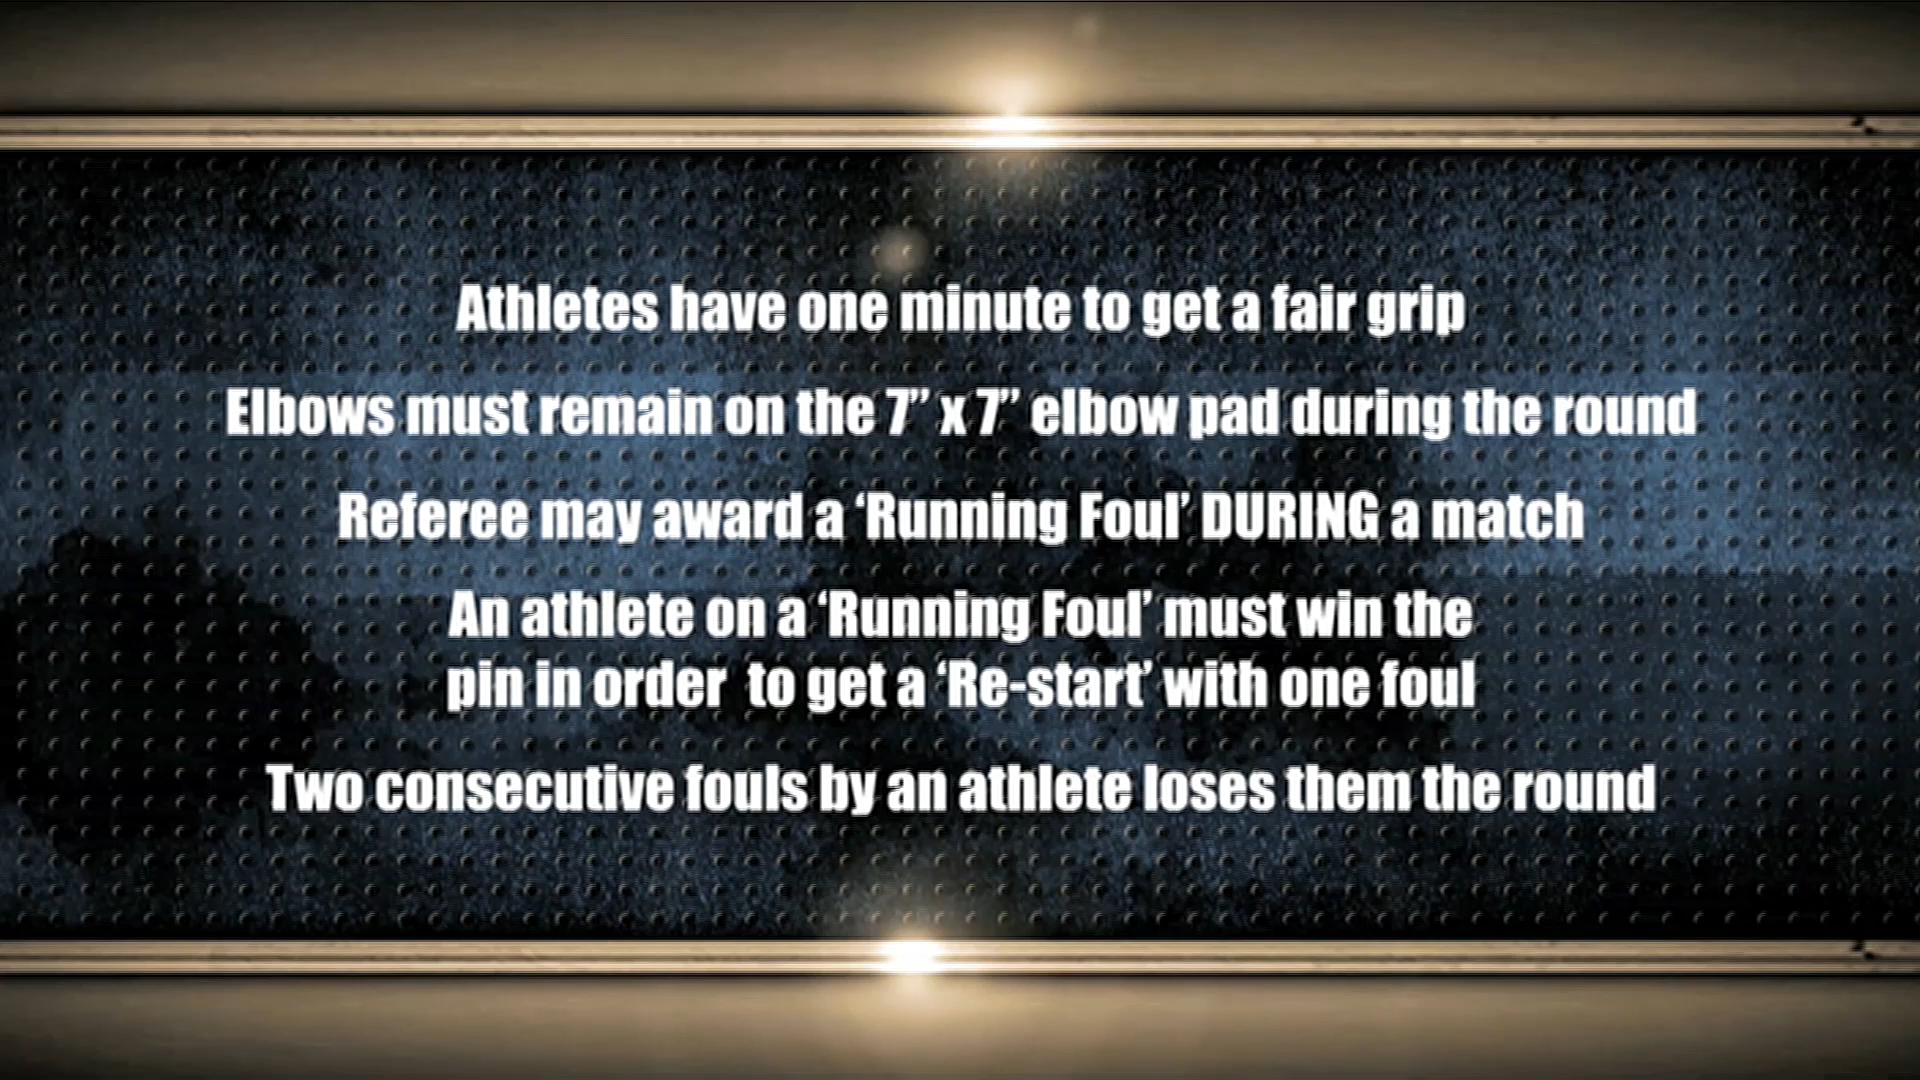 Athletes have one minute to get a fair grip
Elbows must remain on the 7” x 7” elbow pad during the round
Referee may award a ‘Running Foul’ DURING a match
An athlete on a ‘Running Foul’ must win the
pin in order  to get a ‘Re-start’ with one foul
Two consecutive fouls by an athlete loses them the round